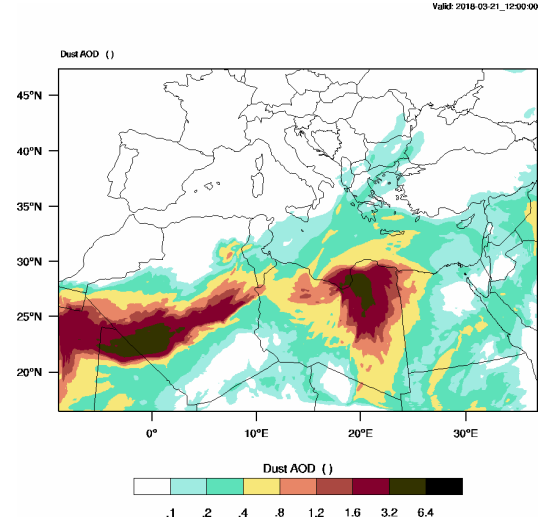 Valid: 2018-03-21_12:00:00
Dust AOD ( )
45°N
40°N
35°N
30°N
25°N
20°N
0° 10°E 20°E 30°E
Dust AOD ( )
.1 .2 .4 .8 1.2 1.6 3.2 6.4